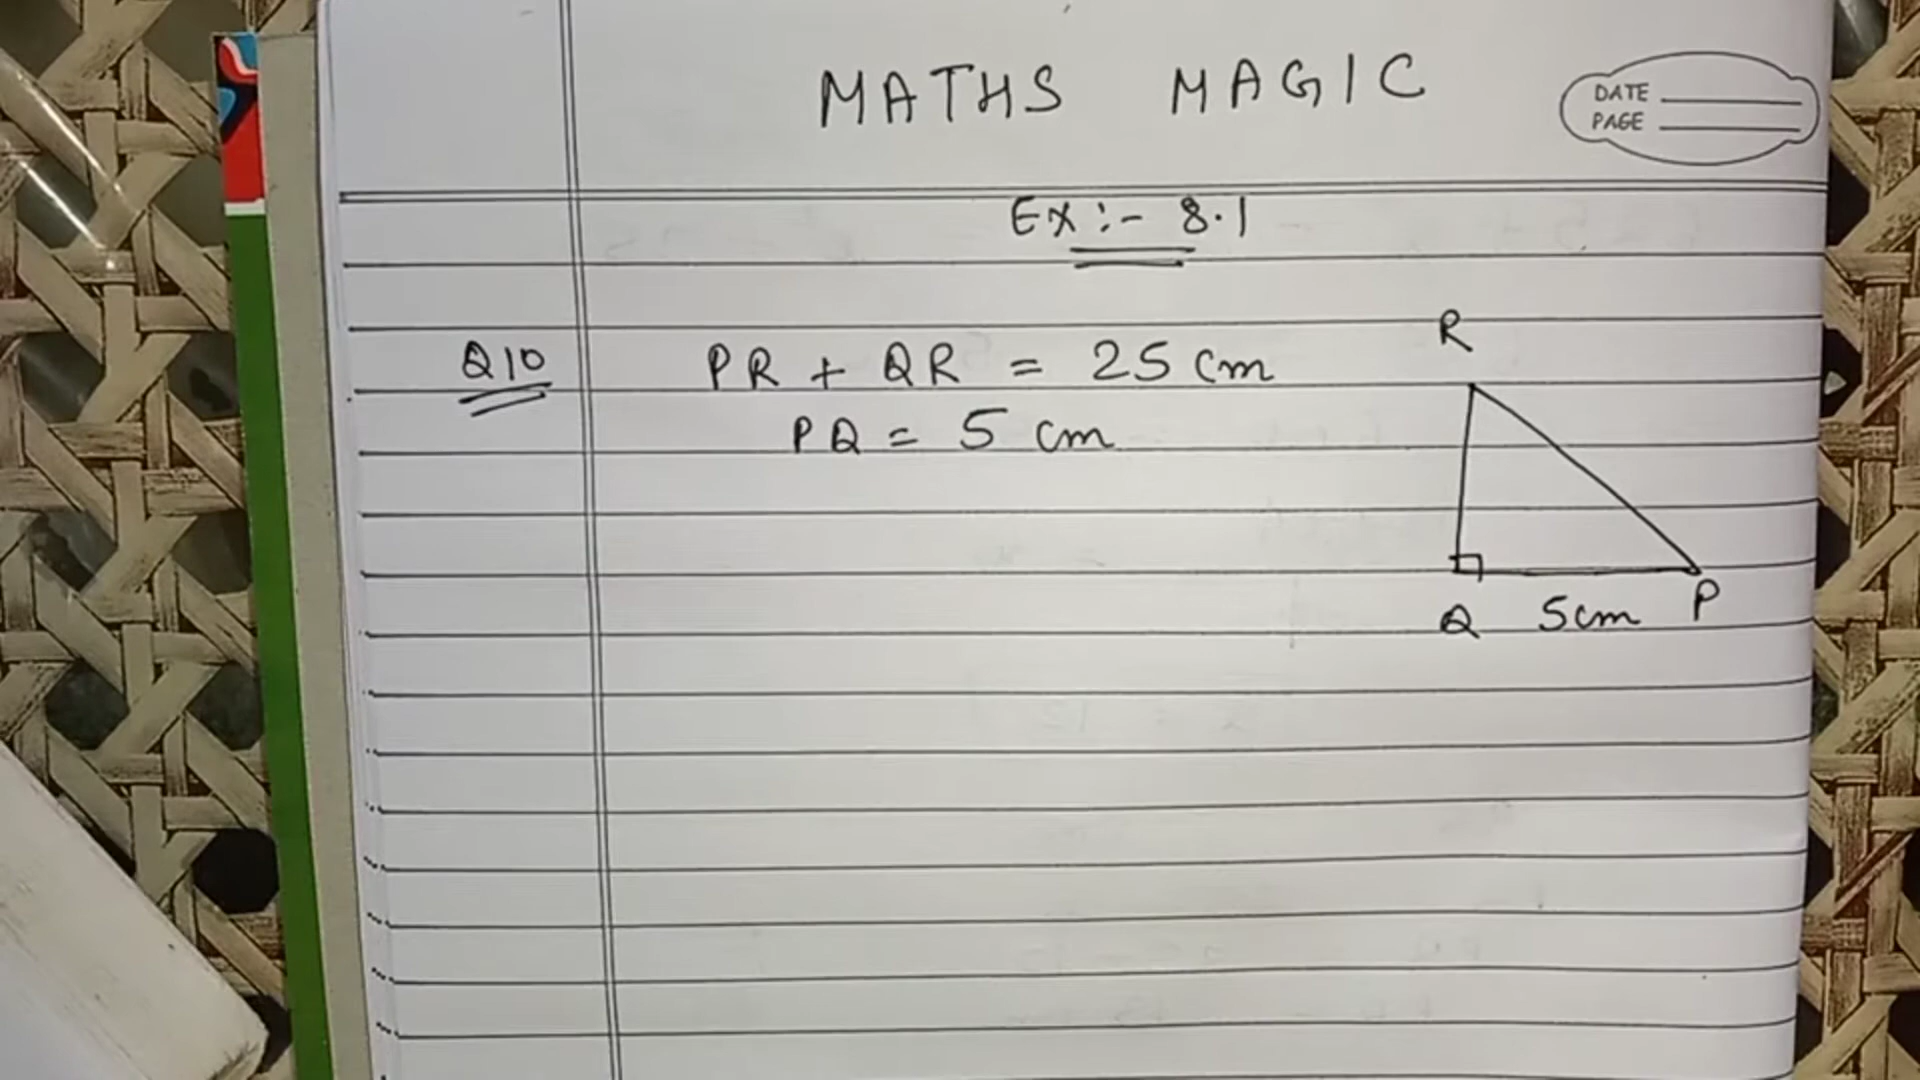 MATHS MAGIC
DATE
PAGE
Ex:- 8.1
Q10 PR + QR = 25 cm
PQ = 5 cm
R
Q 5cm P